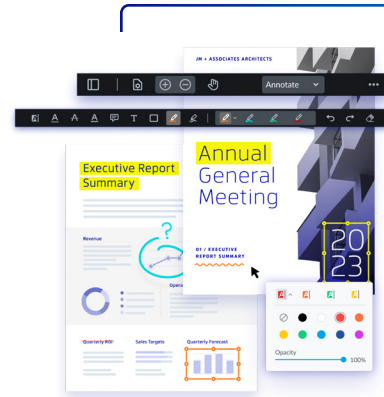 JM + ASSOCIATES ARCHITECTS
Annotate
Annual
General
Meeting
Executive Report
Summary
01 / EXECUTIVE
REPORT SUMMARY
20
23
Revenue
Quarterly ROI
Sales Targets
Quarterly Forecast
Opacity
100%